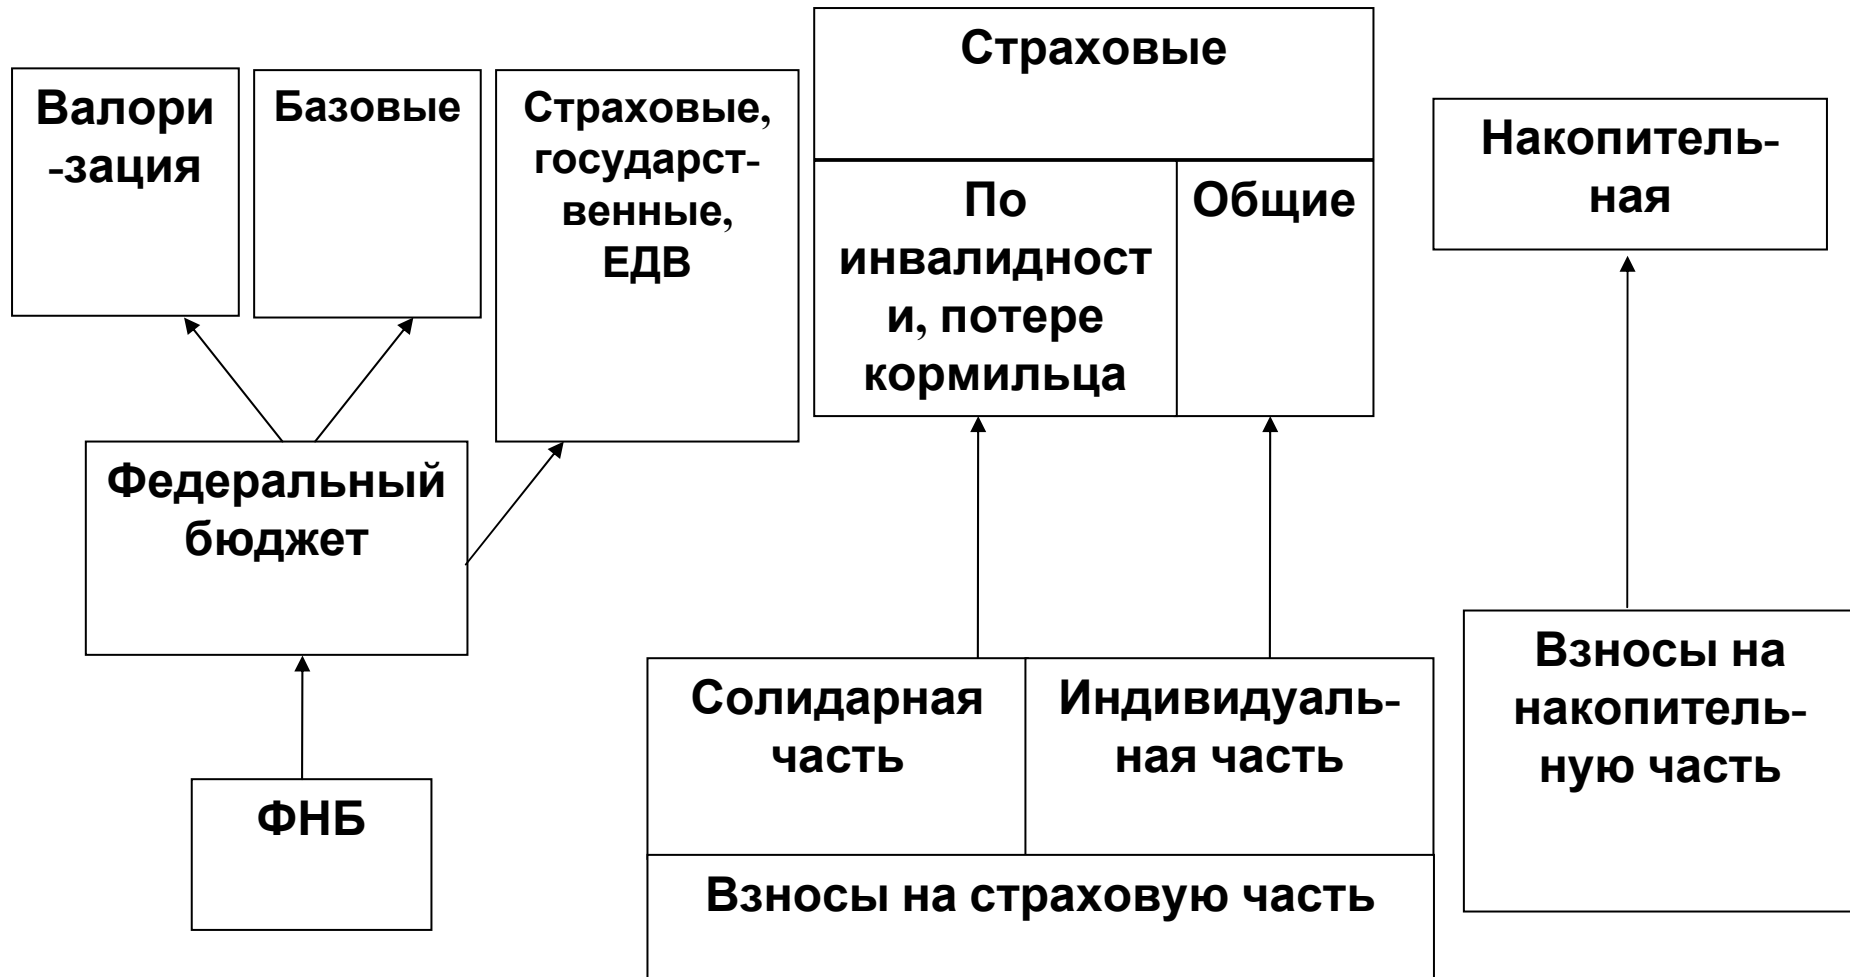 Валори
-зация
Базовые
Страховые,
государст-
венные,
ЕДВ
Страховые
По
инвалидност
и, потере
кормильца
Общие
Накопитель-
ная
Федеральный
бюджет
ФНБ
Солидарная
часть
Индивидуаль-
ная часть
Взносы на страховую часть
Взносы на
накопитель-
ную часть